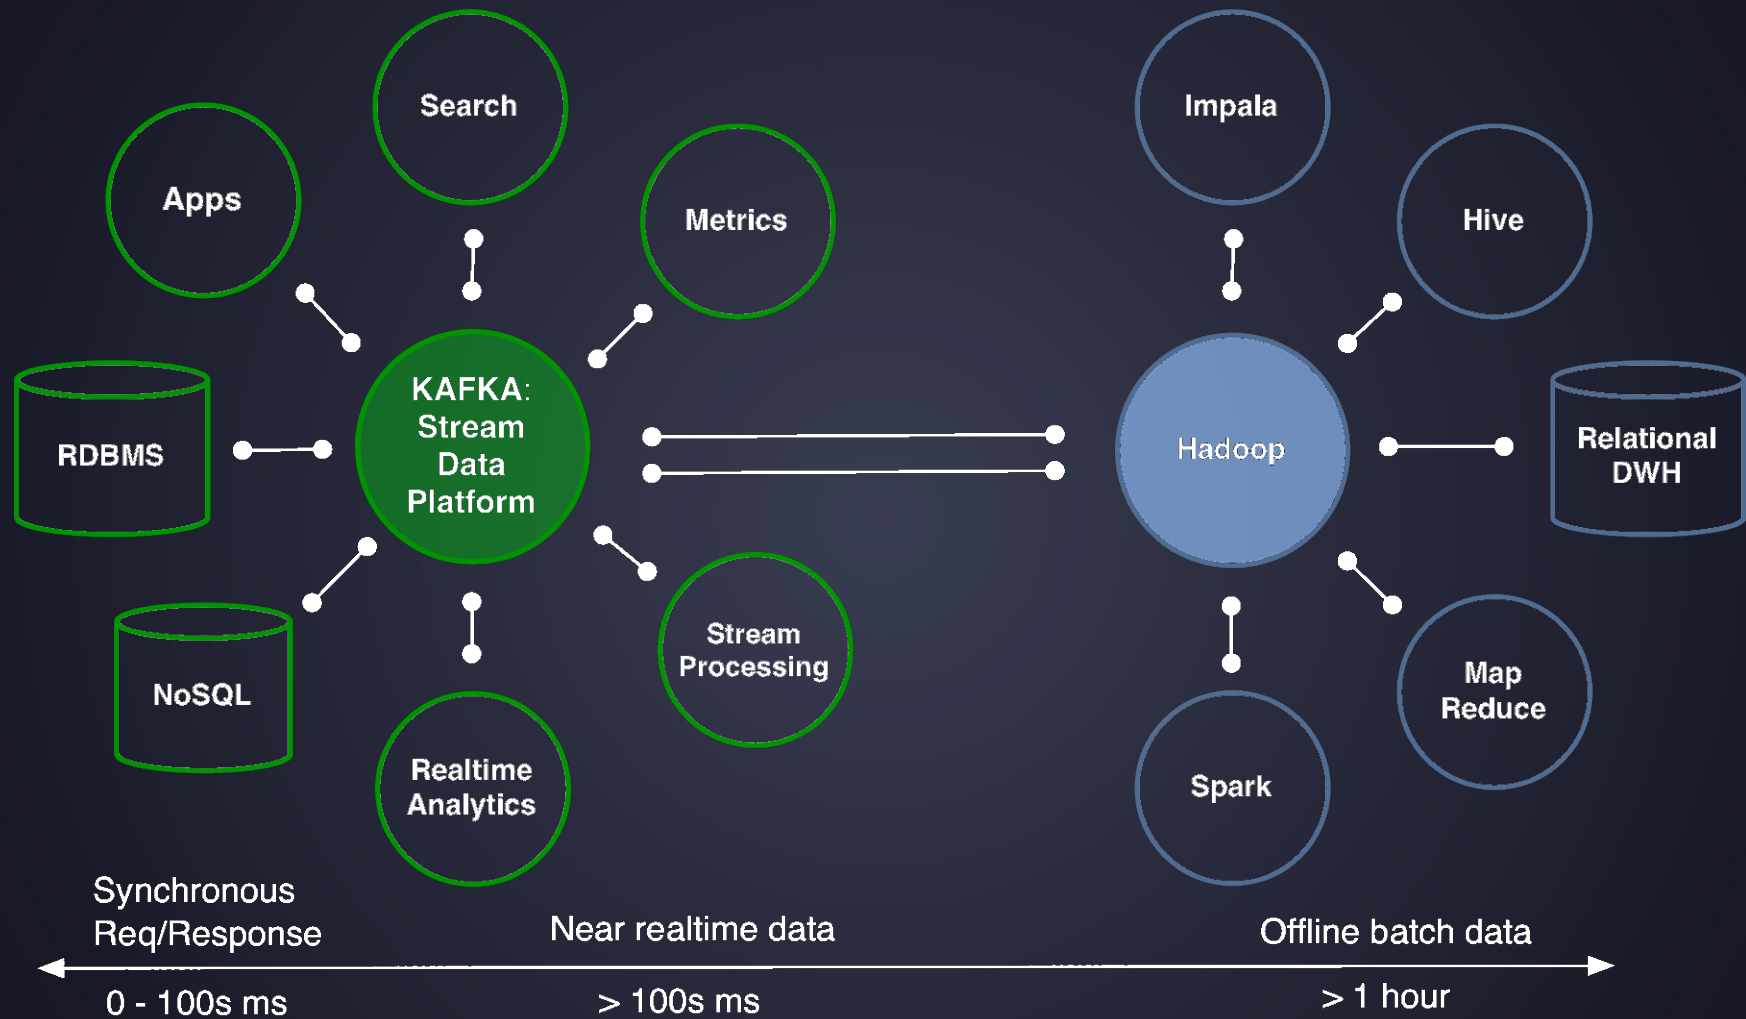 Search
Impala
Apps
Metrics
Hive
KAFKA:
Stream
Data
Platform
RDBMS
Hadoop
Relational
DWH
NoSQL
Stream
Processing
Map
Reduce
Realtime
Analytics
Spark
Synchronous
Req/Response
Near realtime data
Offline batch data
0 - 100s ms
> 100s ms
> 1 hour